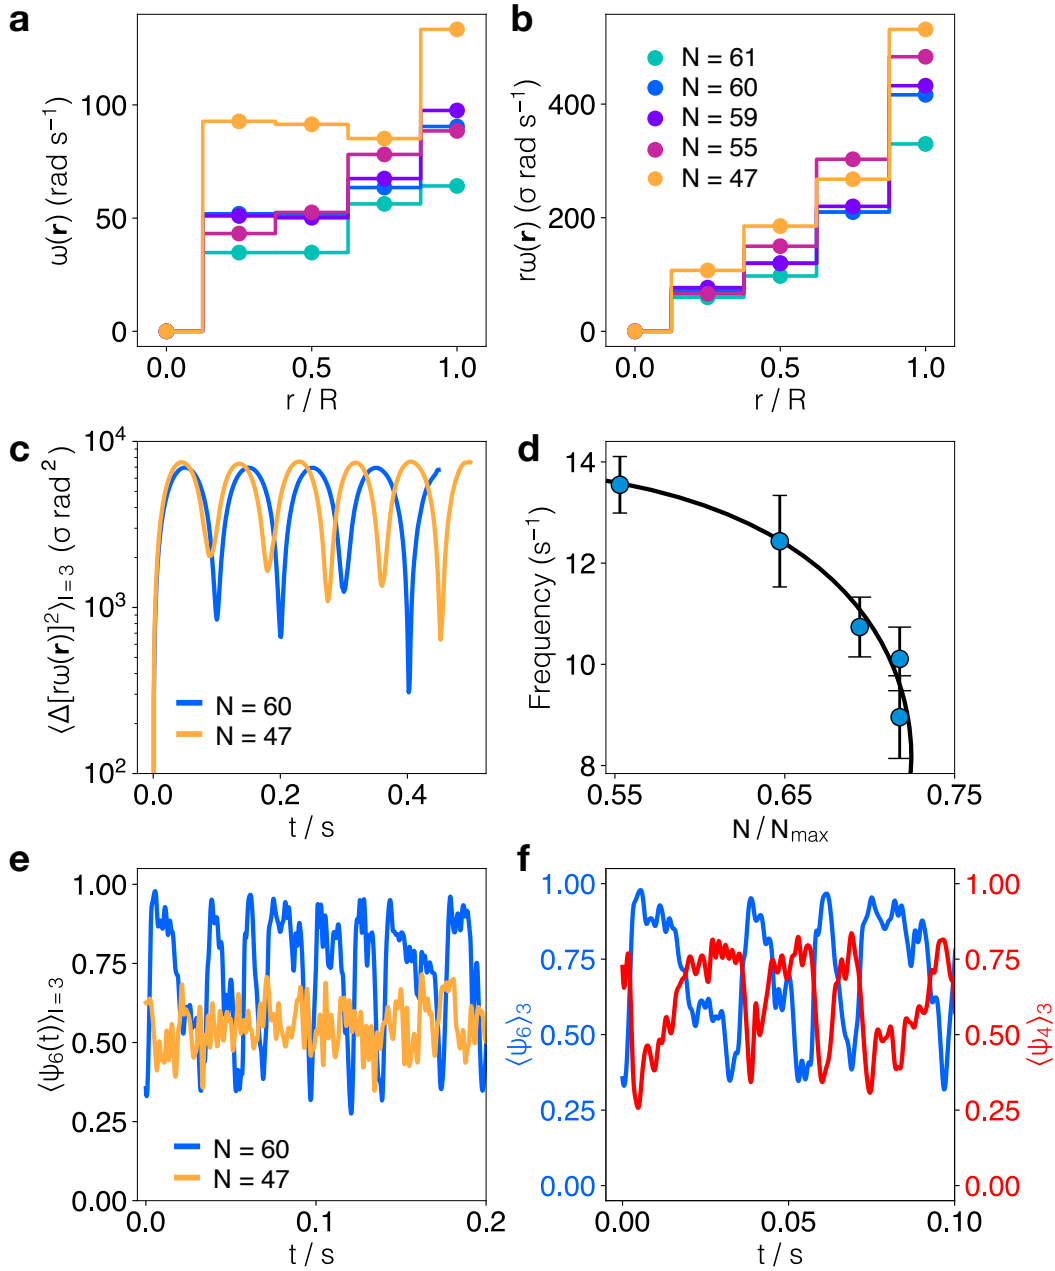 a
ω(r) (rad s⁻¹)
100
50
0
0.0 0.5 1.0
r / R
b
rω(r) (σ rad s⁻¹)
400
200
0
N = 61
N = 60
N = 59
N = 55
N = 47
0.0 0.5 1.0
r / R
c
⟨Δ[rω(r)]²⟩ₗ₌₃ (σ rad²)
10⁴
10³
10²
N = 60
N = 47
0.0 0.2 0.4
t / s
d
Frequency (s⁻¹)
14
12
10
8
0.55 0.65 0.75
N / Nmax
e
⟨ψ₆(t)⟩ₗ₌₃
1.00
0.75
0.50
0.25
0.00
N = 60
N = 47
0.0 0.1 0.2
t / s
f
⟨ψ₆⟩₃
1.00 1.00
0.75 0.75
0.50 0.50
0.25 0.25
0.00 0.00
⟨ψ₄⟩₃
0.00 0.05 0.10
t / s